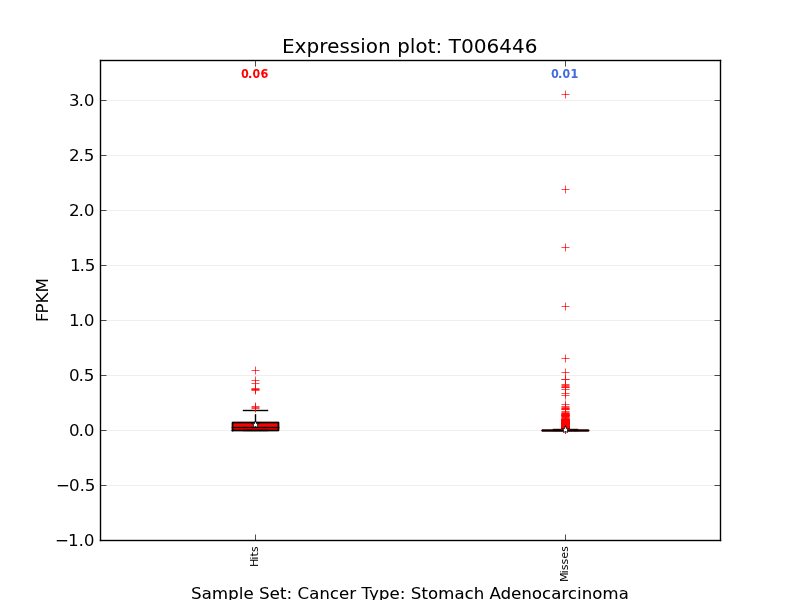 Expression plot: T006446
0.06
0.01
3.0
2.5
2.0
1.5
1.0
0.5
0.0
−0.5
−1.0
FPKM
Hits
Misses
Sample Set: Cancer Type: Stomach Adenocarcinoma